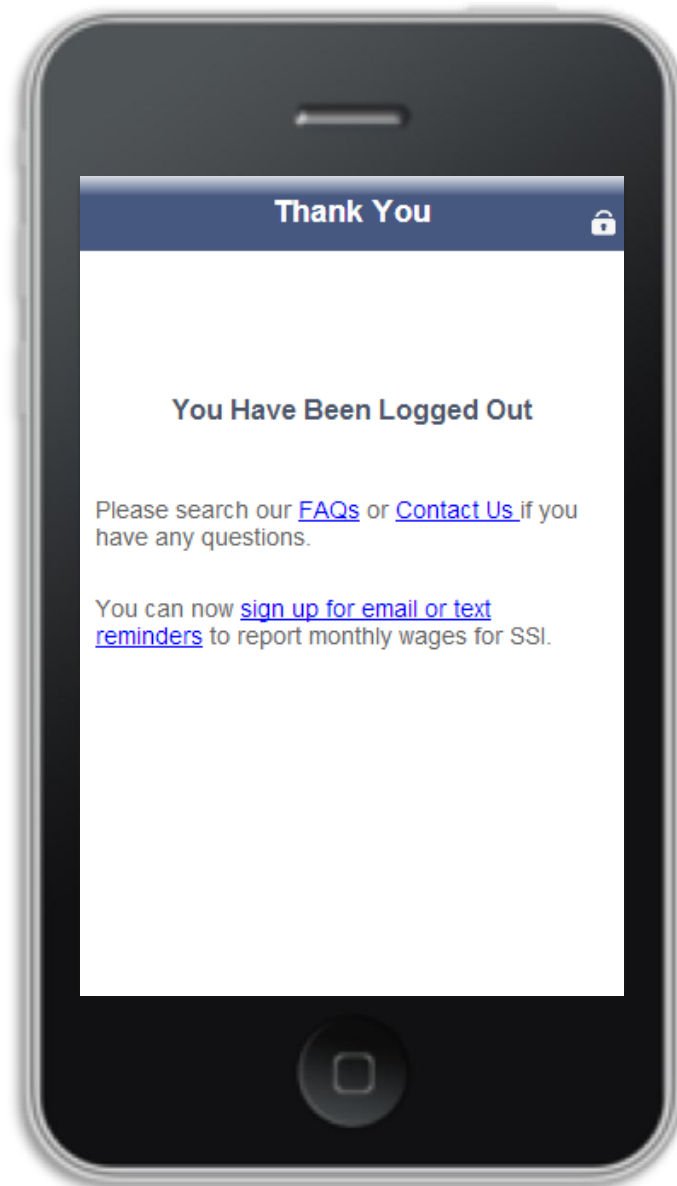 Thank You
You Have Been Logged Out
Please search our FAQs or Contact Us if you
have any questions.
You can now sign up for email or text
reminders to report monthly wages for SSI.